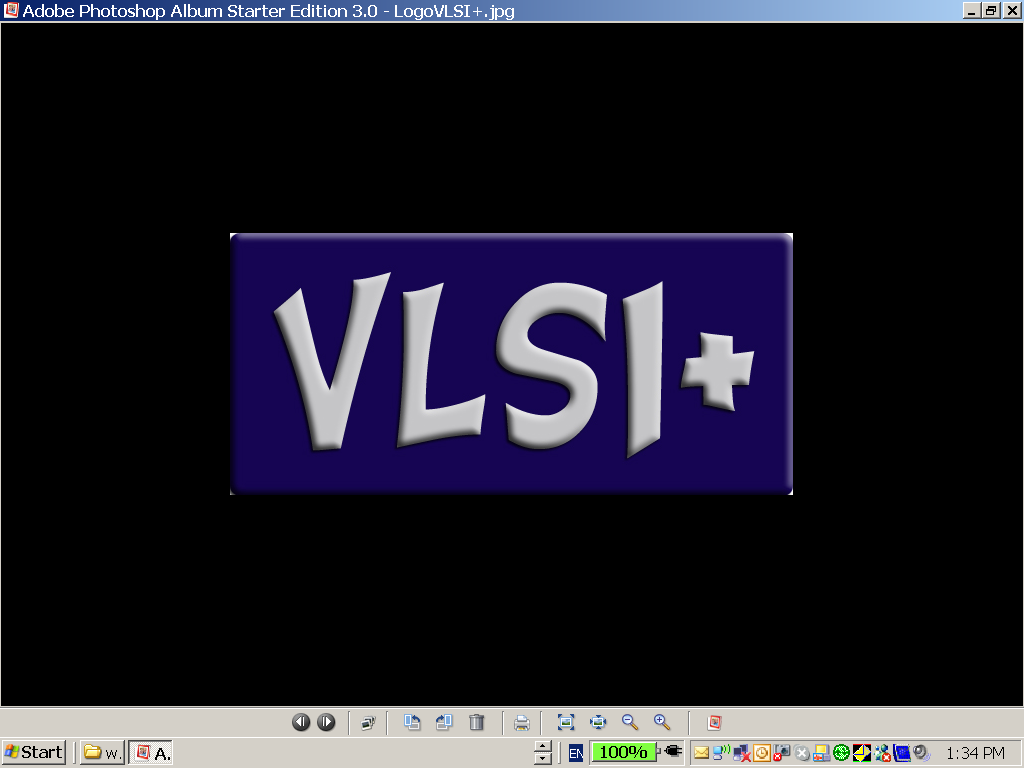 Adobe Photoshop Album Starter Edition 3.0 - LogoVLSI+.jpg
VLSI+
Start
w.
A.
EN
100%
1:34 PM